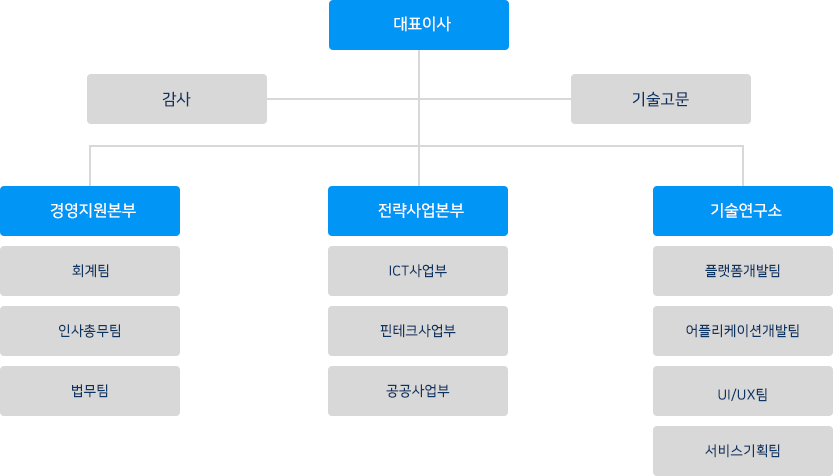 대표이사
감사
기술고문
경영지원본부
전략사업본부
기술연구소
회계팀
ICT사업부
플랫폼개발팀
인사총무팀
핀테크사업부
어플리케이션개발팀
법무팀
공공사업부
UI/UX팀
서비스기획팀